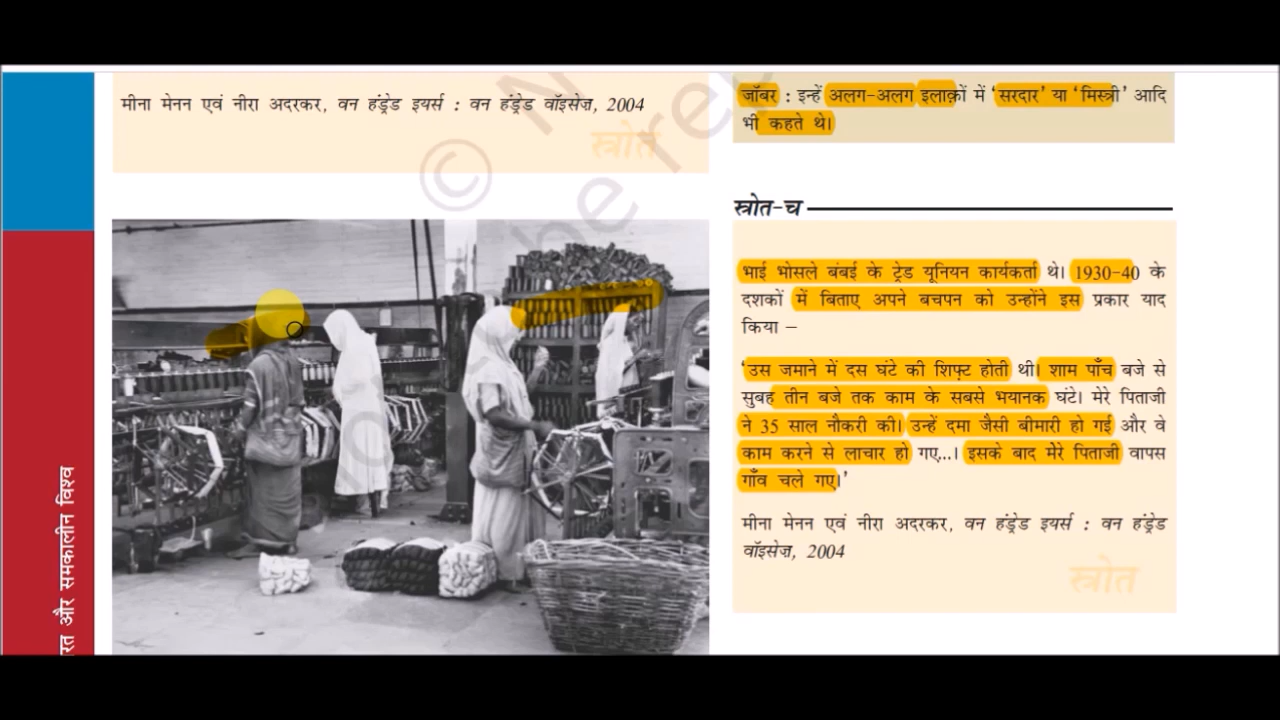 मीना मेनन एवं नीरा अदरकर, वन हंड्रेड इयर्स : वन हंड्रेड वॉइसेज़, 2004
स्त्रोत
जॉबर : इन्हें अलग-अलग इलाक़ों में 'सरदार' या 'मिस्त्री' आदि
भी कहते थे।
स्त्रोत-च
भाई भोसले बंबई के ट्रेड यूनियन कार्यकर्ता थे। 1930-40 के
दशकों में बिताए अपने बचपन को उन्होंने इस प्रकार याद
किया –
'उस जमाने में दस घंटे की शिफ़्ट होती थी। शाम पाँच बजे से
सुबह तीन बजे तक काम के सबसे भयानक घंटे। मेरे पिताजी
ने 35 साल नौकरी की। उन्हें दमा जैसी बीमारी हो गई और वे
काम करने से लाचार हो गए...। इसके बाद मेरे पिताजी वापस
गाँव चले गए।'
मीना मेनन एवं नीरा अदरकर, वन हंड्रेड इयर्स : वन हंड्रेड
वॉइसेज़, 2004
स्त्रोत
रत और समकालीन विश्व